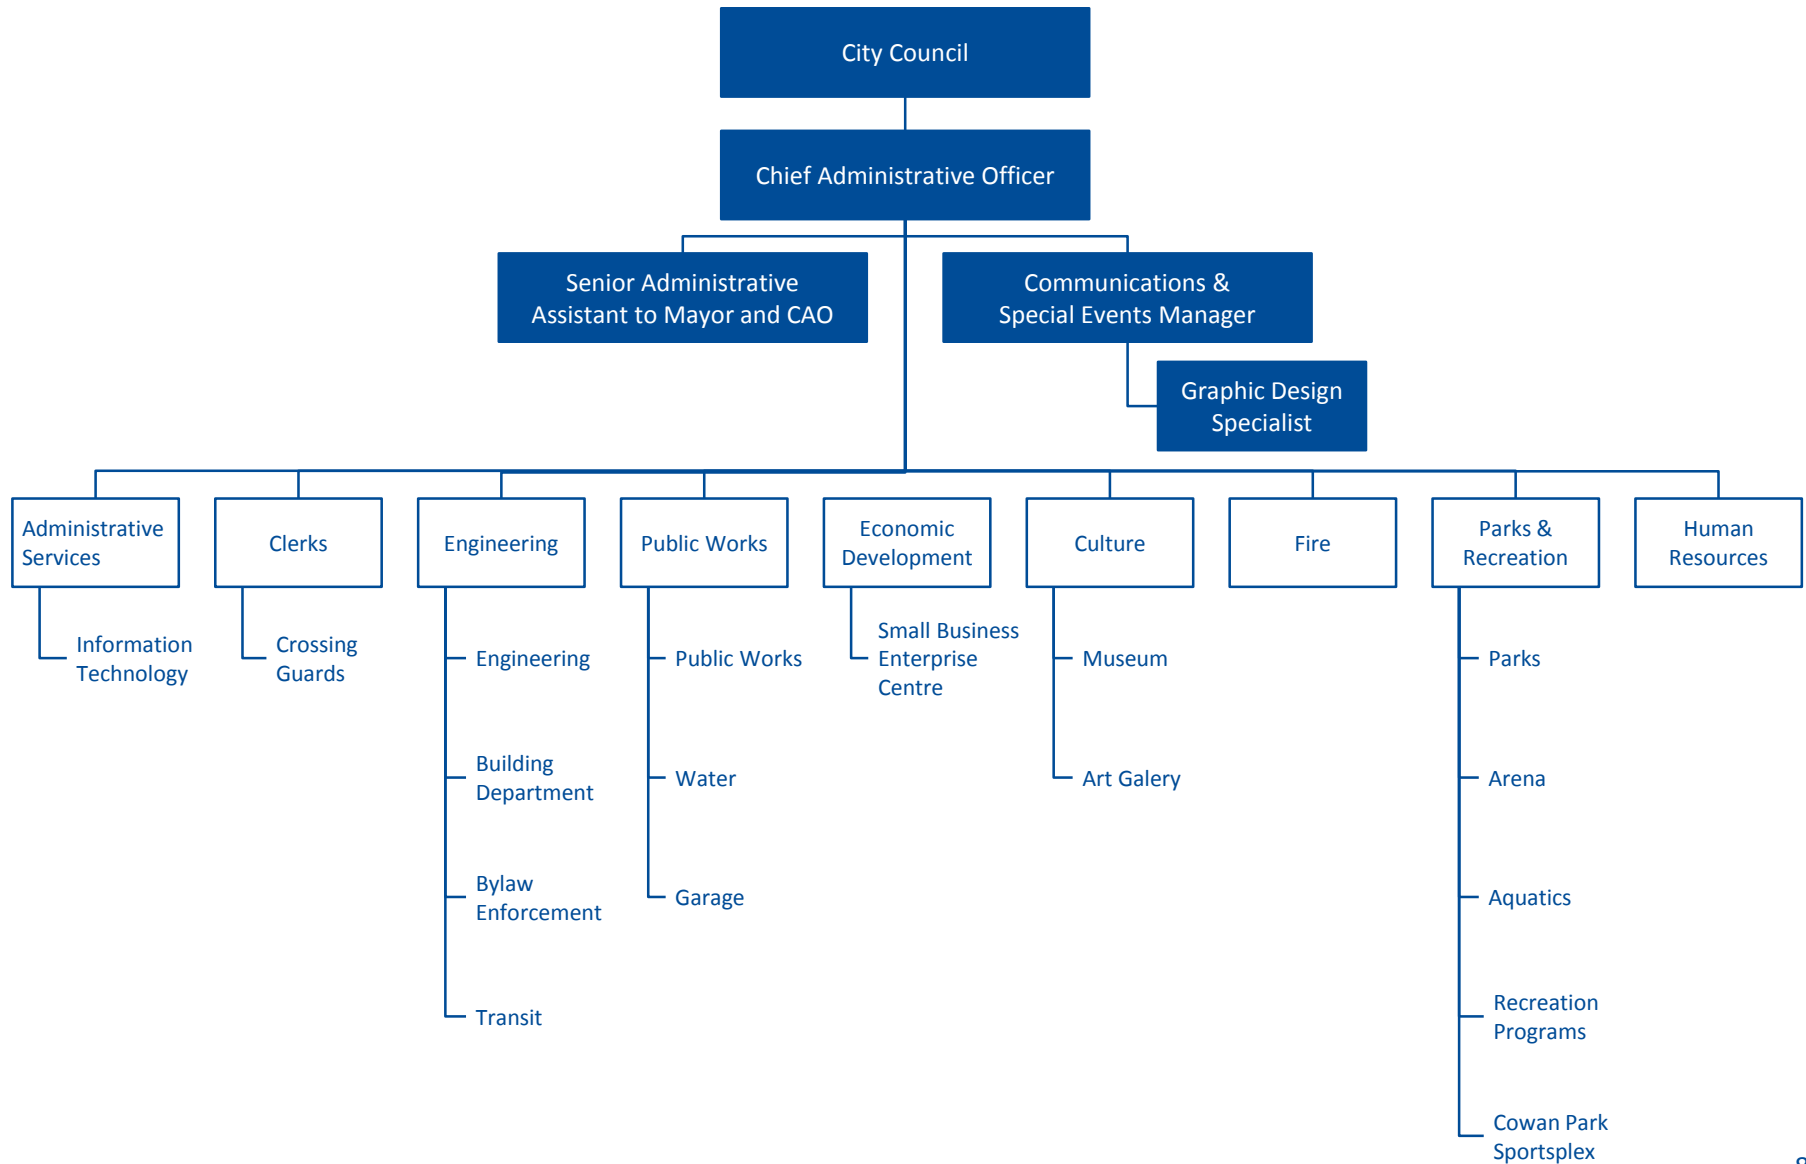 City Council
Chief Administrative Officer
Senior Administrative
Assistant to Mayor and CAO
Communications &
Special Events Manager
Graphic Design
Specialist
Administrative
Services
Clerks
Engineering
Public Works
Economic
Development
Culture
Fire
Parks &
Recreation
Human
Resources
Information
Technology
Crossing
Guards
Engineering
Building
Department
Bylaw
Enforcement
Transit
Public Works
Water
Garage
Small Business
Enterprise
Centre
Museum
Art Galery
Parks
Arena
Aquatics
Recreation
Programs
Cowan Park
Sportsplex